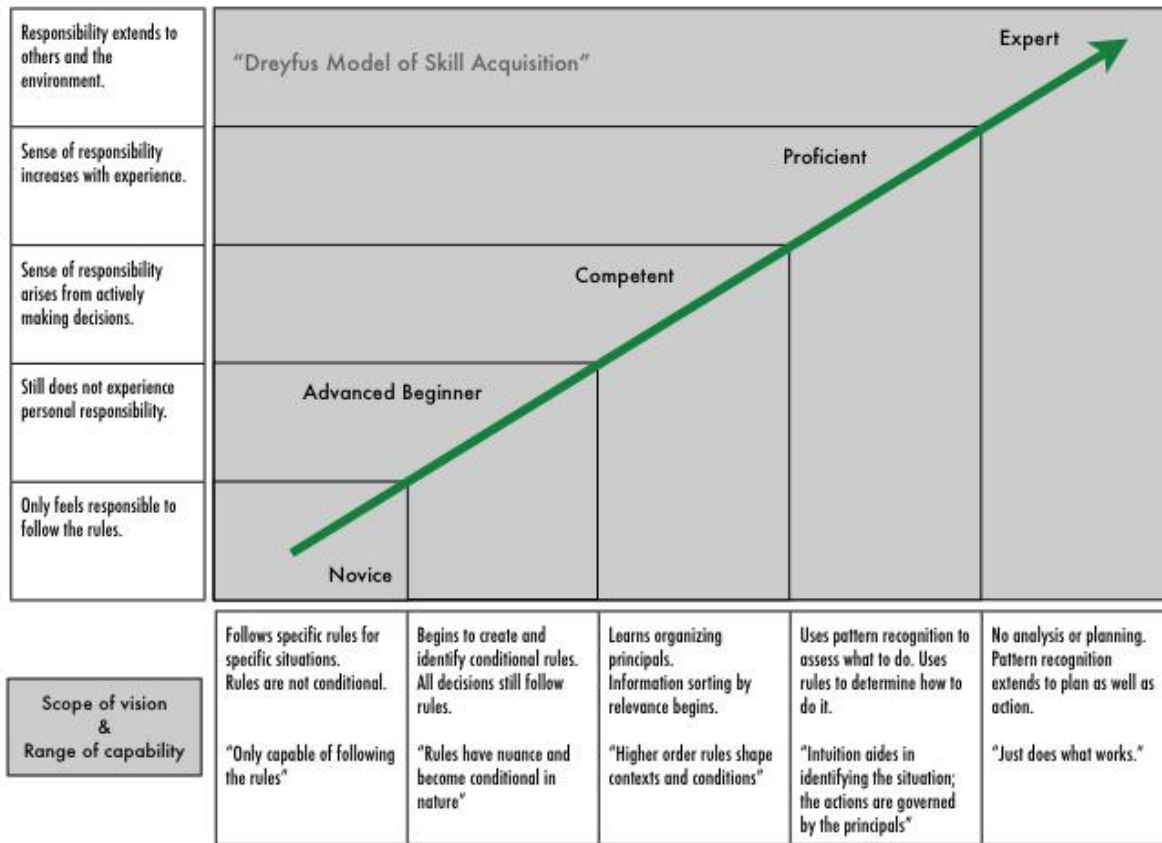 Responsibility extends to
others and the
environment.
"Dreyfus Model of Skill Acquisition"
Expert
Sense of responsibility
increases with experience.
Proficient
Sense of responsibility
arises from actively
making decisions.
Competent
Still does not experience
personal responsibility.
Advanced Beginner
Only feels responsible to
follow the rules.
Novice
Scope of vision
&
Range of capability
Follows specific rules for
specific situations.
Rules are not conditional.
"Only capable of following
the rules"
Begins to create and
identify conditional rules.
All decisions still follow
rules.
"Rules have nuance and
become conditional in
nature"
Learns organizing
principals.
Information sorting by
relevance begins.
"Higher order rules shape
contexts and conditions"
Uses pattern recognition to
assess what to do. Uses
rules to determine how to
do it.
"Intuition aides in
identifying the situation;
the actions are governed
by the principals"
No analysis or planning.
Pattern recognition
extends to plan as well as
action.
"Just does what works."